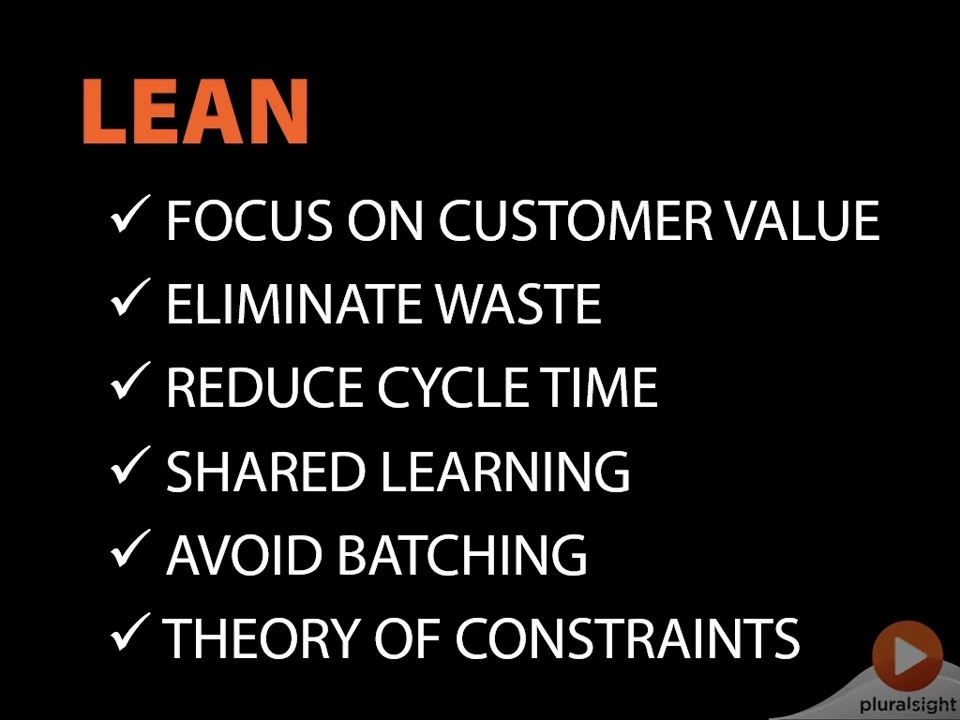 LEAN
✓ FOCUS ON CUSTOMER VALUE
✓ ELIMINATE WASTE
✓ REDUCE CYCLE TIME
✓ SHARED LEARNING
✓ AVOID BATCHING
✓ THEORY OF CONSTRAINTS
pluralsight